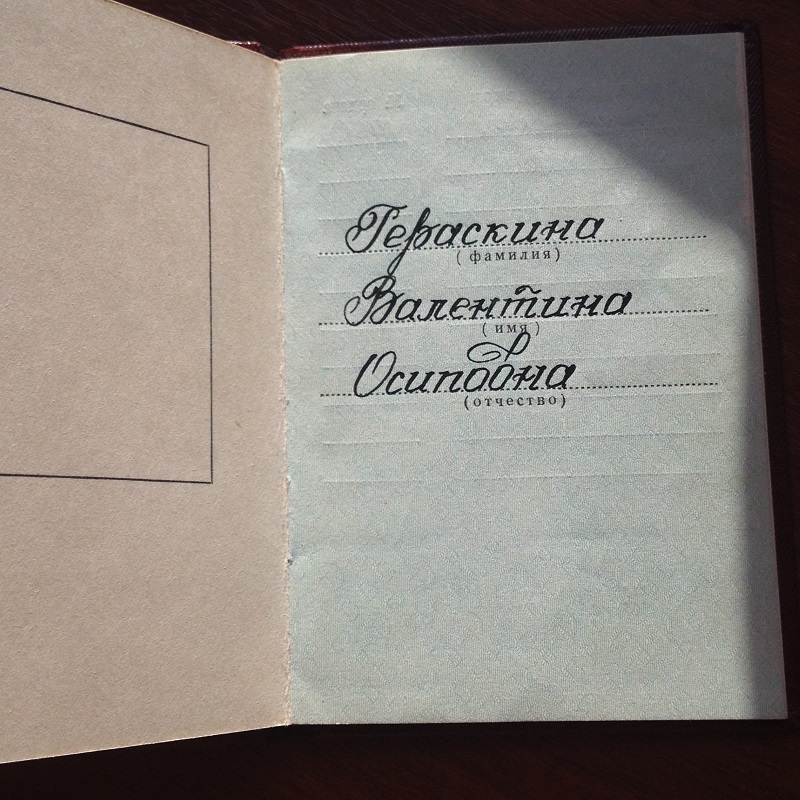 Гераскина
(фамилия)
Валентина
(имя)
Осиповна
(отчество)